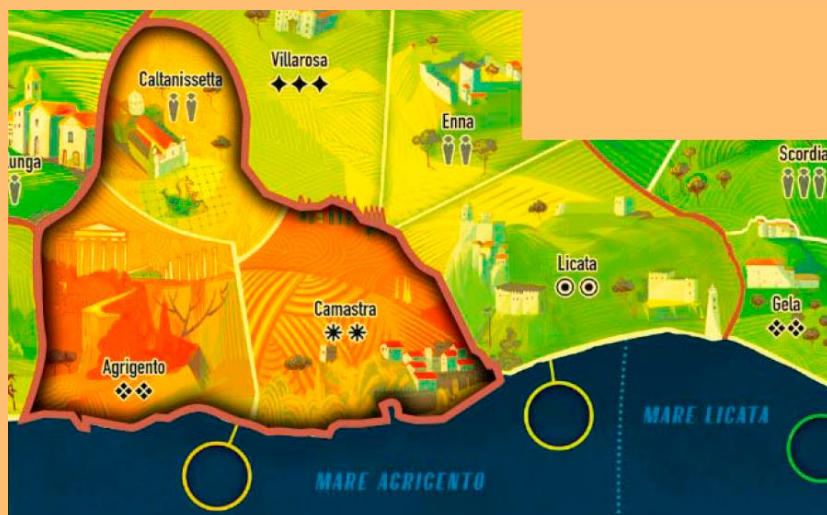 Villarosa
Caltanissetta
Enna
unga
Scordia
Licata
Gela
Camastra
Agrigento
MARE LICATA
MARE AGRIGENTO